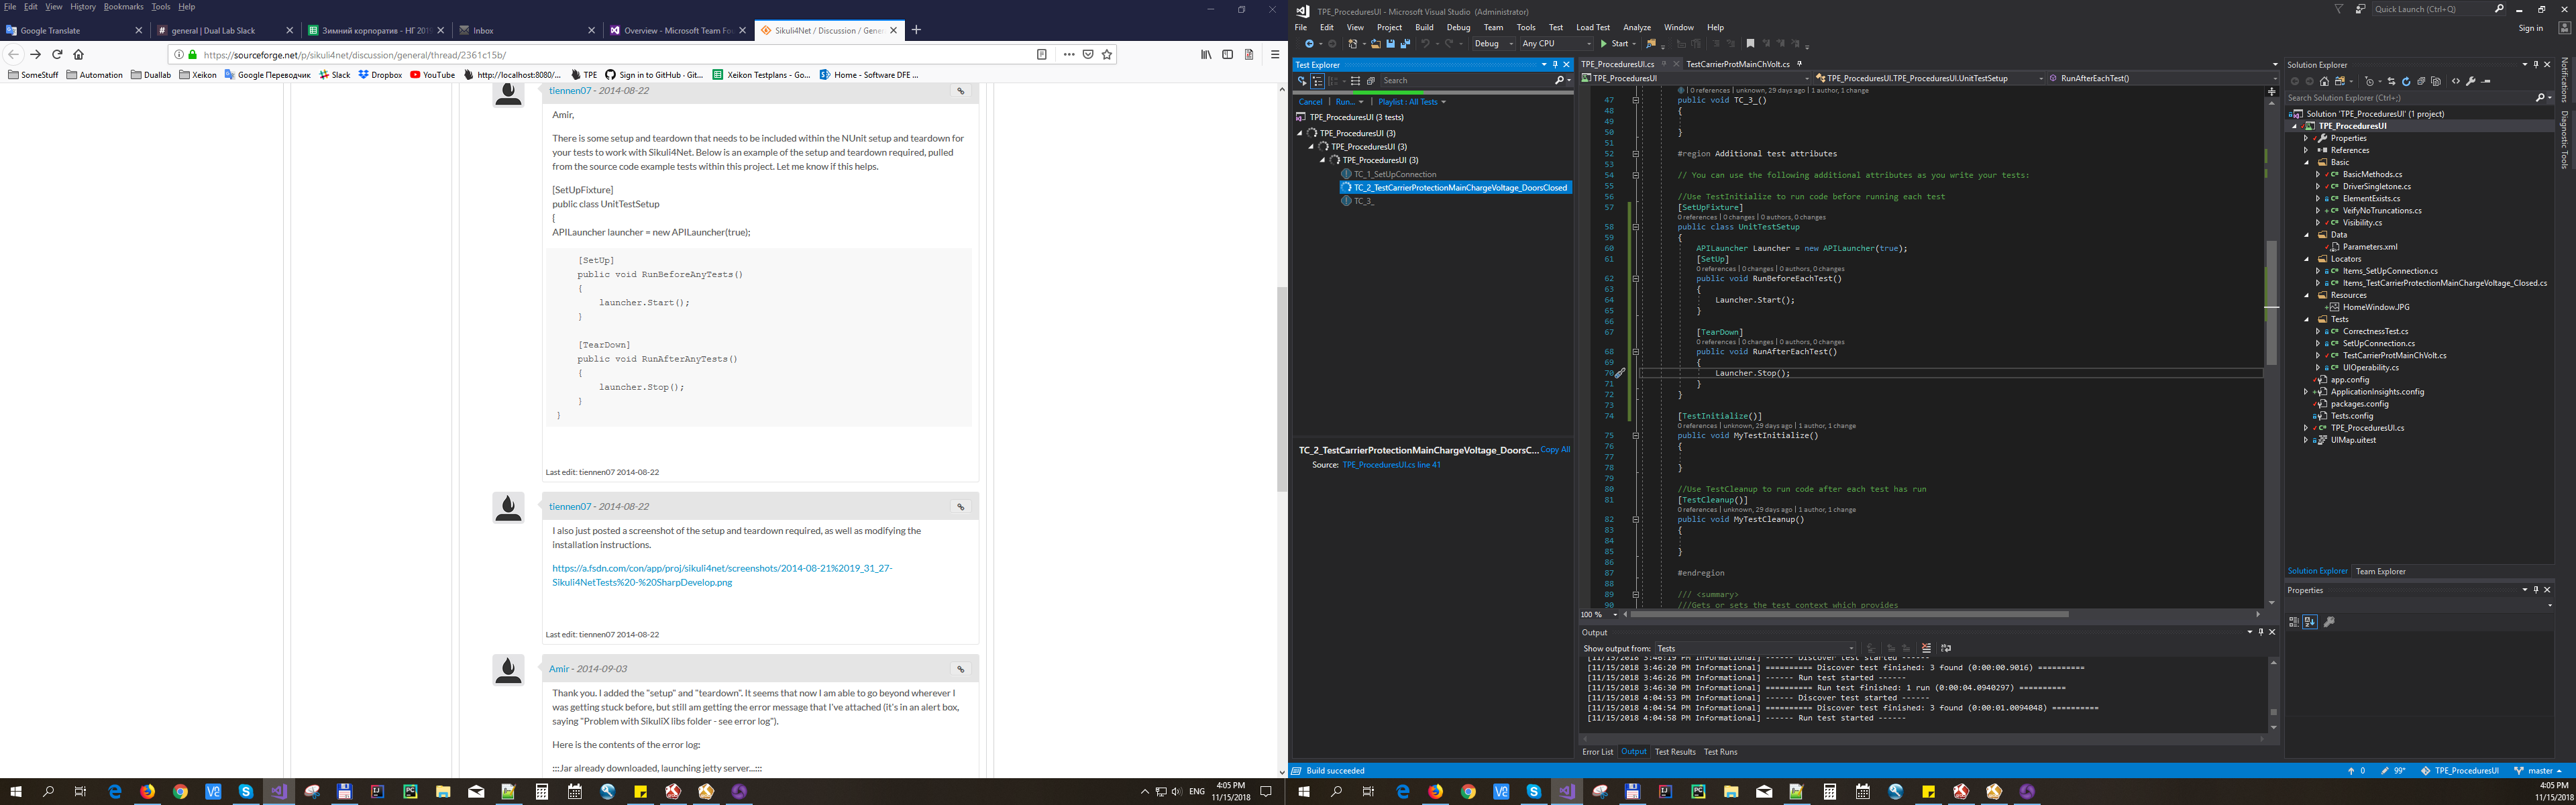 File Edit View History Bookmarks Tools Help
Google Translate
general | Dual Lab Slack
Зимний корпоратив - НГ 2019
Inbox
Overview - Microsoft Team Fou
Sikuli4Net / Discussion / Gener
https://sourceforge.net/p/sikuli4net/discussion/general/thread/2361c15b/
SomeStuff Automation Duallab Xeikon Google Переводчик Slack Dropbox YouTube http://localhost:8080/... TPE Sign in to GitHub · Git... Xeikon Testplans - Go... Home - Software DFE ...
tiennen07 - 2014-08-22
Amir,
There is some setup and teardown that needs to be included within the NUnit setup and teardown for
your tests to work with Sikuli4Net. Below is an example of the setup and teardown required, pulled
from the source code example tests within this project. Let me know if this helps.
[SetUpFixture]
public class UnitTestSetup
{
APILauncher launcher = new APILauncher(true);
[SetUp]
public void RunBeforeAnyTests()
{
launcher.Start();
}
[TearDown]
public void RunAfterAnyTests()
{
launcher.Stop();
}
}
Last edit: tiennen07 2014-08-22
tiennen07 - 2014-08-22
I also just posted a screenshot of the setup and teardown required, as well as modifying the
installation instructions.
https://a.fsdn.com/con/app/proj/sikuli4net/screenshots/2014-08-21%2019_31_27-
Sikuli4NetTests%20-%20SharpDevelop.png
Last edit: tiennen07 2014-08-22
Amir - 2014-09-03
Thank you. I added the "setup" and "teardown". It seems that now I am able to go beyond wherever I
was getting stuck before, but still am getting the error message that I've attached (it's in an alert box,
saying "Problem with SikuliX libs folder - see error log").
Here is the contents of the error log:
:::Jar already downloaded, launching jetty server...:::
ENG
4:05 PM
11/15/2018
TPE_ProceduresUI - Microsoft Visual Studio (Administrator)
Quick Launch (Ctrl+Q)
File Edit View Project Build Debug Team Tools Test Load Test Analyze Window Help
Sign in
Debug Any CPU Start
Test Explorer
Search
Cancel | Run... | Playlist : All Tests
TPE_ProceduresUI (3 tests)
TPE_ProceduresUI (3)
TPE_ProceduresUI (3)
TPE_ProceduresUI (3)
TC_1_SetUpConnection
TC_2_TestCarrierProtectionMainChargeVoltage_DoorsClosed
TC_3_
TC_2_TestCarrierProtectionMainChargeVoltage_DoorsC... Copy All
Source: TPE_ProceduresUI.cs line 41
TPE_ProceduresUI.cs TestCarrierProtMainChVolt.cs
TPE_ProceduresUI TPE_ProceduresUI.TPE_ProceduresUI.UnitTestSetup RunAfterEachTest()
| 0 references | unknown, 29 days ago | 1 author, 1 change
47 public void TC_3_()
48 {
49
50 }
51
52 #region Additional test attributes
53
54 // You can use the following additional attributes as you write your tests:
55
56 //Use TestInitialize to run code before running each test
57 [SetUpFixture]
0 references | 0 changes | 0 authors, 0 changes
58 public class UnitTestSetup
59 {
60 APILauncher Launcher = new APILauncher(true);
61 [SetUp]
0 references | 0 changes | 0 authors, 0 changes
62 public void RunBeforeEachTest()
63 {
64 Launcher.Start();
65 }
66
67 [TearDown]
0 references | 0 changes | 0 authors, 0 changes
68 public void RunAfterEachTest()
69 {
70 Launcher.Stop();
71 }
72 }
73
74 [TestInitialize()]
0 references | unknown, 29 days ago | 1 author, 1 change
75 public void MyTestInitialize()
76 {
77
78 }
79
80 //Use TestCleanup to run code after each test has run
81 [TestCleanup()]
0 references | unknown, 29 days ago | 1 author, 1 change
82 public void MyTestCleanup()
83 {
84
85 }
86
87 #endregion
88
89 /// <summary>
90 ///Gets or sets the test context which provides
100 %
Output
Show output from: Tests
[11/15/2018 3:46:19 PM Informational] ------ Discover test started ------
[11/15/2018 3:46:20 PM Informational] ========== Discover test finished: 3 found (0:00:00.9016) ==========
[11/15/2018 3:46:26 PM Informational] ------ Run test started ------
[11/15/2018 3:46:30 PM Informational] ========== Run test finished: 1 run (0:00:04.0940297) ==========
[11/15/2018 4:04:53 PM Informational] ------ Discover test started ------
[11/15/2018 4:04:54 PM Informational] ========== Discover test finished: 3 found (0:00:01.0094048) ==========
[11/15/2018 4:04:58 PM Informational] ------ Run test started ------
Error List Output Test Results Test Runs
Solution Explorer
Search Solution Explorer (Ctrl+;)
Solution 'TPE_ProceduresUI' (1 project)
TPE_ProceduresUI
Properties
References
Basic
BasicMethods.cs
DriverSingletone.cs
ElementExists.cs
VeifyNoTruncations.cs
Visibility.cs
Data
Parameters.xml
Locators
Items_SetUpConnection.cs
Items_TestCarrierProtectionMainChargeVoltage_Closed.cs
Resources
HomeWindow.JPG
Tests
CorrectnessTest.cs
SetUpConnection.cs
TestCarrierProtMainChVolt.cs
UIOperability.cs
app.config
ApplicationInsights.config
packages.config
Tests.config
TPE_ProceduresUI.cs
UIMap.uitest
Solution Explorer Team Explorer
Properties
Notifications
Diagnostic Tools
Build succeeded
0 99* TPE_ProceduresUI master
4:05 PM
11/15/2018